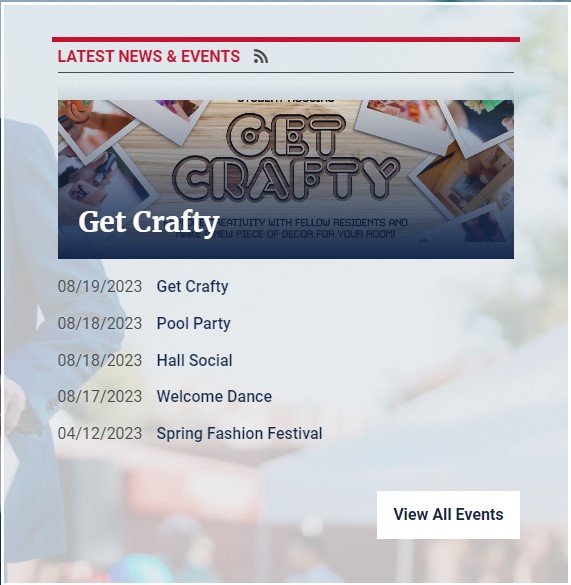 LATEST NEWS & EVENTS
GET
CRAFTY
Get Crafty
CREATIVITY WITH FELLOW RESIDENTS AND
NEW PIECE OF DECOR FOR YOUR ROOM!
08/19/2023 Get Crafty
08/18/2023 Pool Party
08/18/2023 Hall Social
08/17/2023 Welcome Dance
04/12/2023 Spring Fashion Festival
View All Events